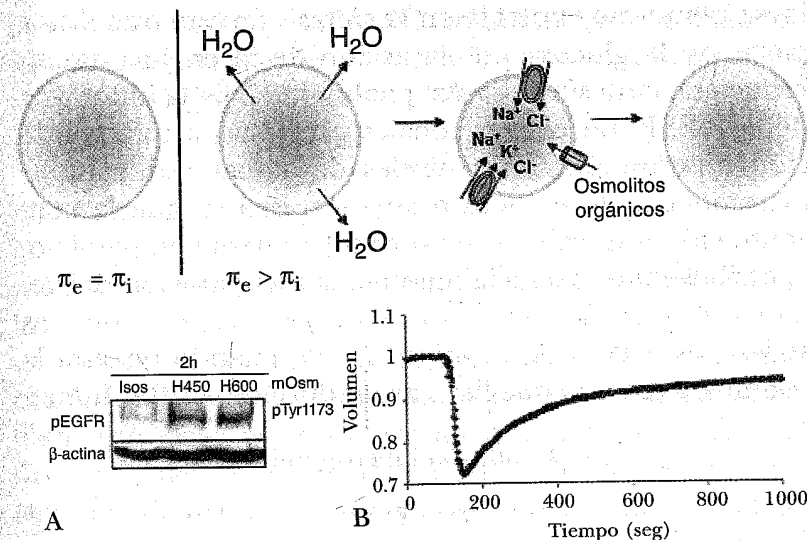 H₂O
H₂O
H₂O
Na⁺
Cl⁻
Na⁺
K⁺
Cl⁻
Osmolitos
orgánicos
πₑ = πᵢ
πₑ > πᵢ
2h
Isos H450 H600 mOsm
pEGFR pTyr1173
β-actina
A
1.1
1
0.9
0.8
0.7
Volumen
0 200 400 600 800 1000
Tiempo (seg)
B